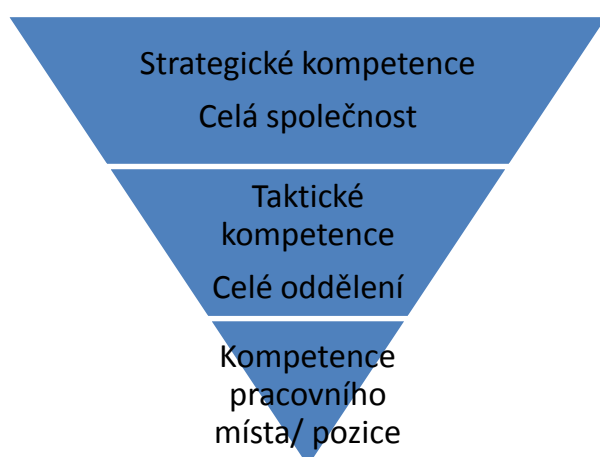 Strategické kompetence
Celá společnost
Taktické
kompetence
Celé oddělení
Kompetence
pracovního
místa/ pozice